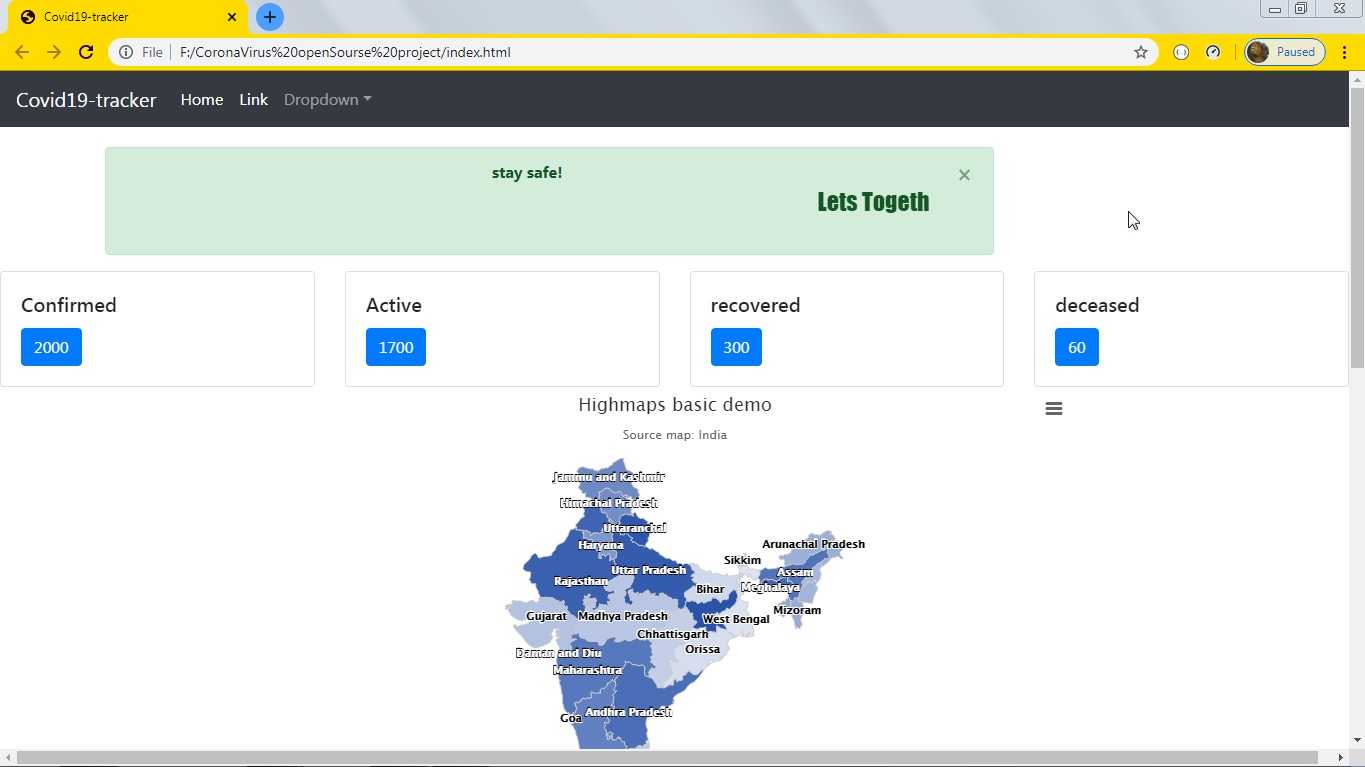 Covid19-tracker
File F:/CoronaVirus%20openSourse%20project/index.html Paused
Covid19-tracker Home Link Dropdown
stay safe!
Lets Togeth
Confirmed Active recovered deceased
2000 1700 300 60
Highmaps basic demo
Source map: India
Jammu and Kashmir
Himachal Pradesh
Uttaranchal
Haryana Arunachal Pradesh
Sikkim
Uttar Pradesh Assam
Rajasthan Bihar Meghalaya
Mizoram
Gujarat Madhya Pradesh West Bengal
Chhattisgarh
Daman and Diu Orissa
Maharashtra
Goa Andhra Pradesh